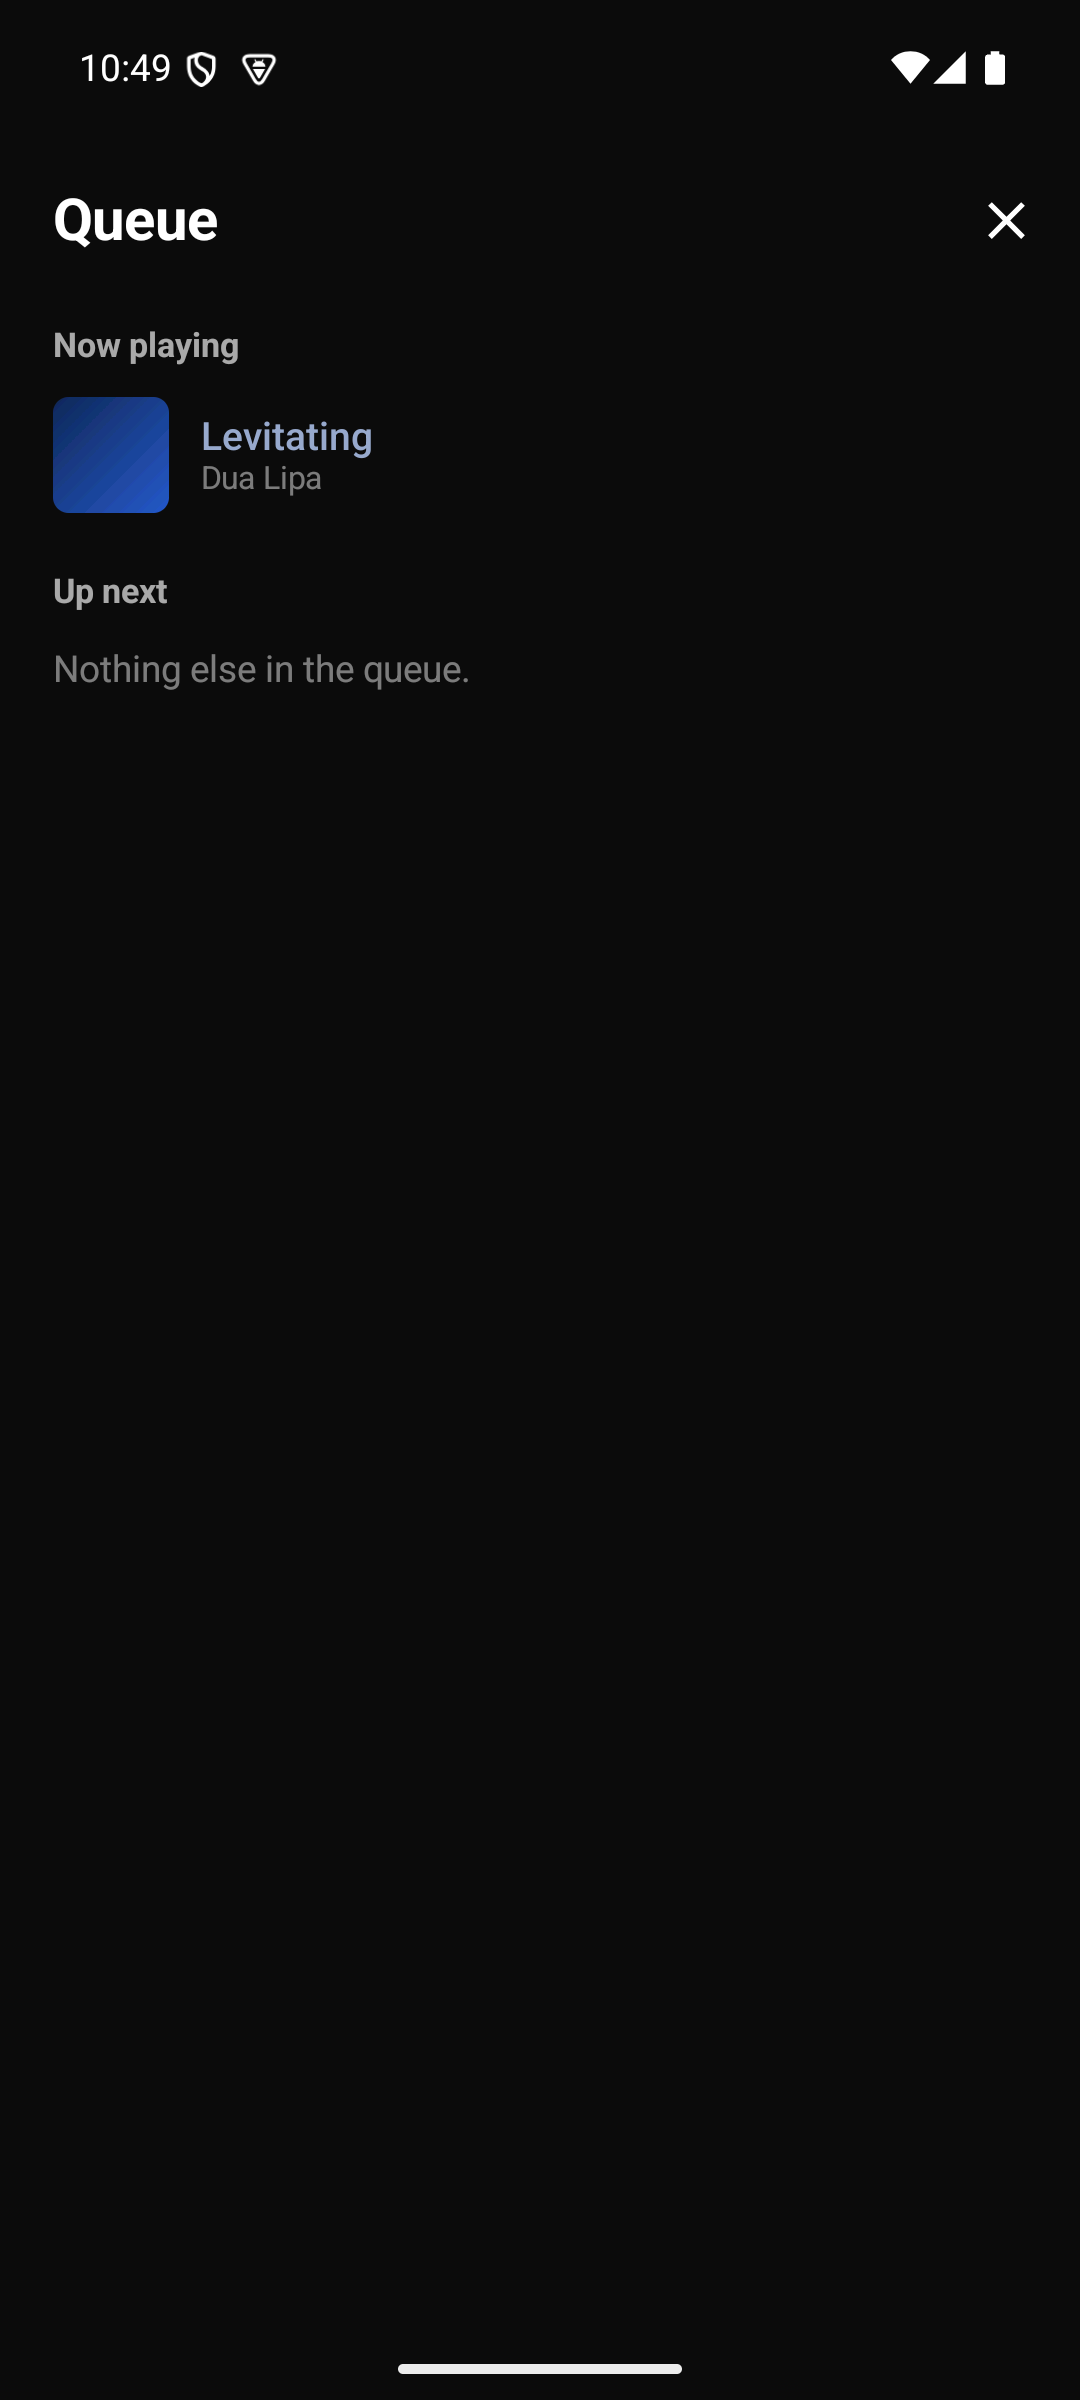 10:49
Queue
Now playing
Levitating
Dua Lipa
Up next
Nothing else in the queue.